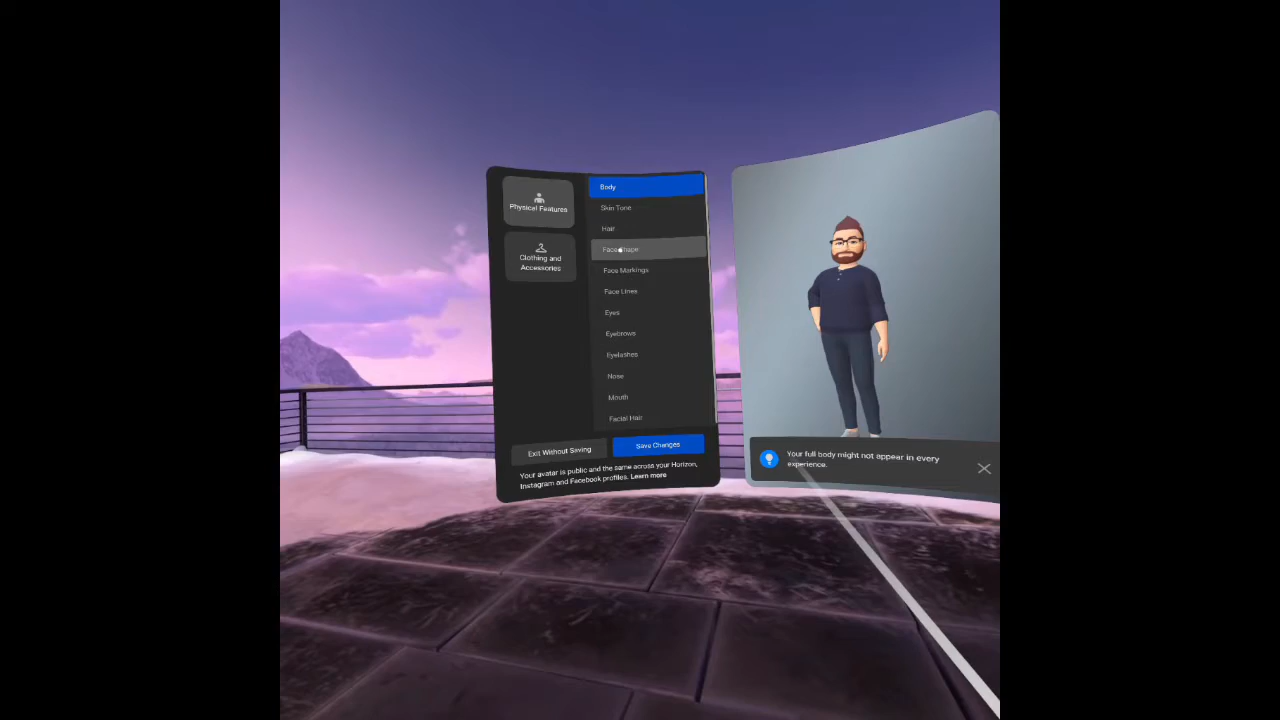 Physical Features
Clothing and
Accessories
Body
Skin Tone
Hair
Face Shape
Face Markings
Face Lines
Eyes
Eyebrows
Eyelashes
Nose
Mouth
Facial Hair
Exit Without Saving
Save Changes
Your avatar is public and the same across your Horizon,
Instagram and Facebook profiles. Learn more
Your full body might not appear in every
experience.